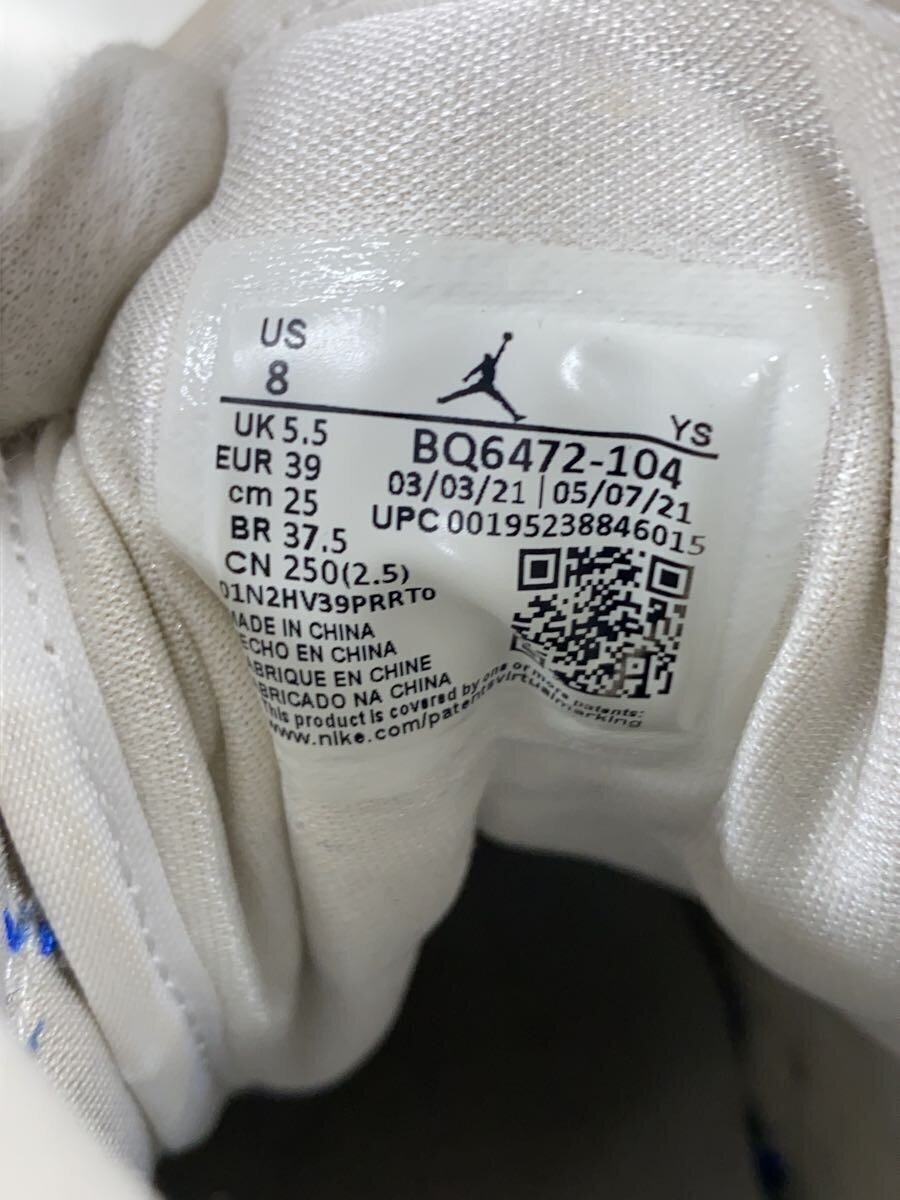 US
8
YS
UK 5.5
EUR 39
cm 25
BR 37.5
CN 250(2.5)
BQ6472-104
03/03/21 | 05/07/21
UPC 00195238846015
01N2HV39PRRTO
MADE IN CHINA
ECHO EN CHINA
ABRIQUE EN CHINE
BRICADO NA CHINA
This product is covered by one or more patents:
www.nike.com/patentsvirtualmarking